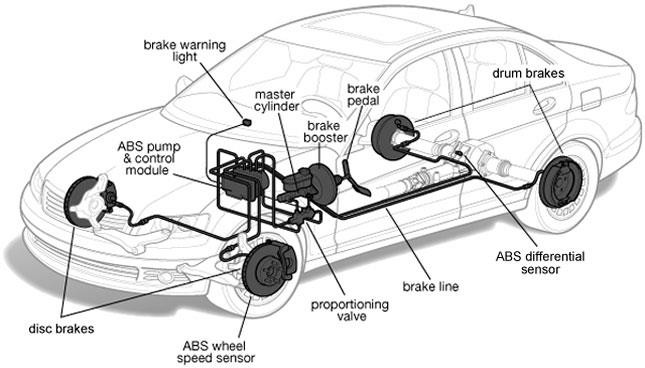 brake warning
light
master
cylinder
brake
pedal
drum brakes
brake
booster
ABS pump
& control
module
ABS differential
sensor
brake line
proportioning
valve
disc brakes
ABS wheel
speed sensor